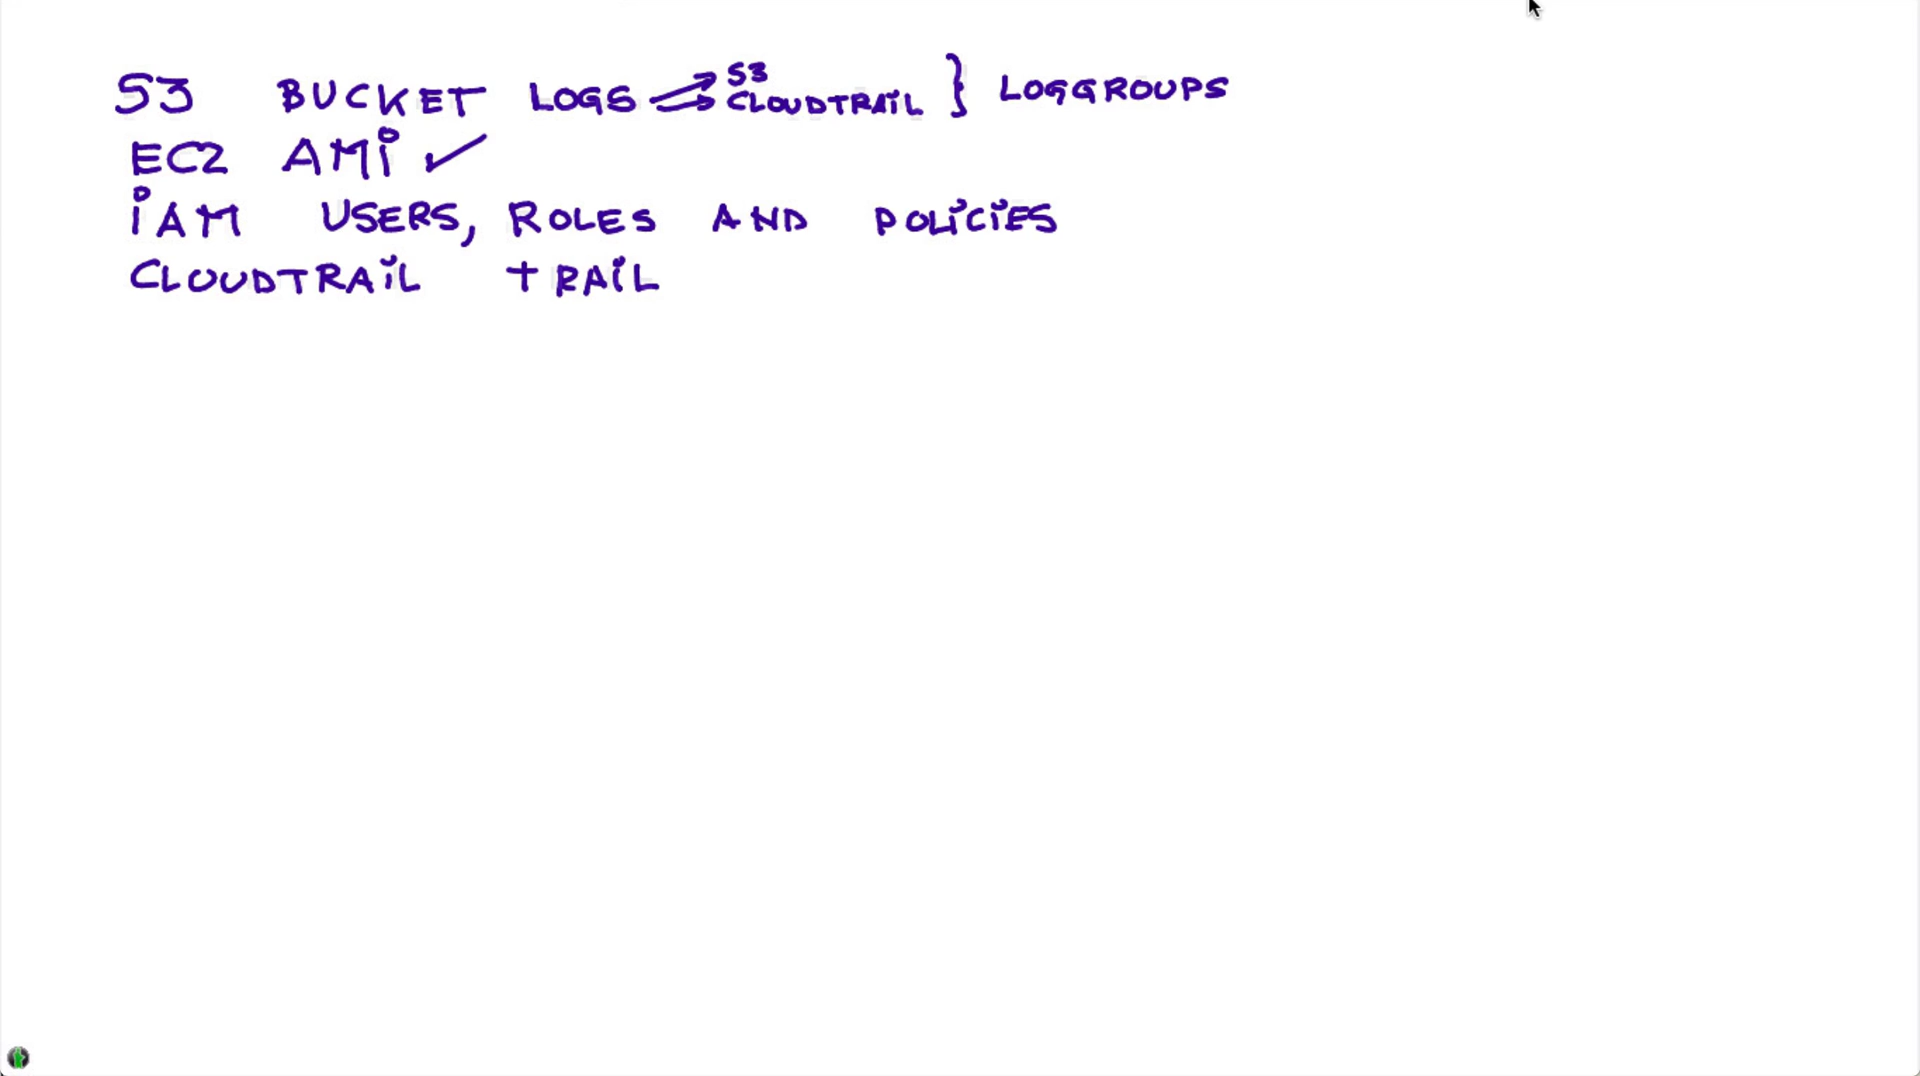 S3 BUCKET LOGS S3 CLOUDTRAIL } LOGGROUPS
EC2 AMI ✓
IAM USERS, ROLES AND POLICIES
CLOUDTRAIL TRAIL